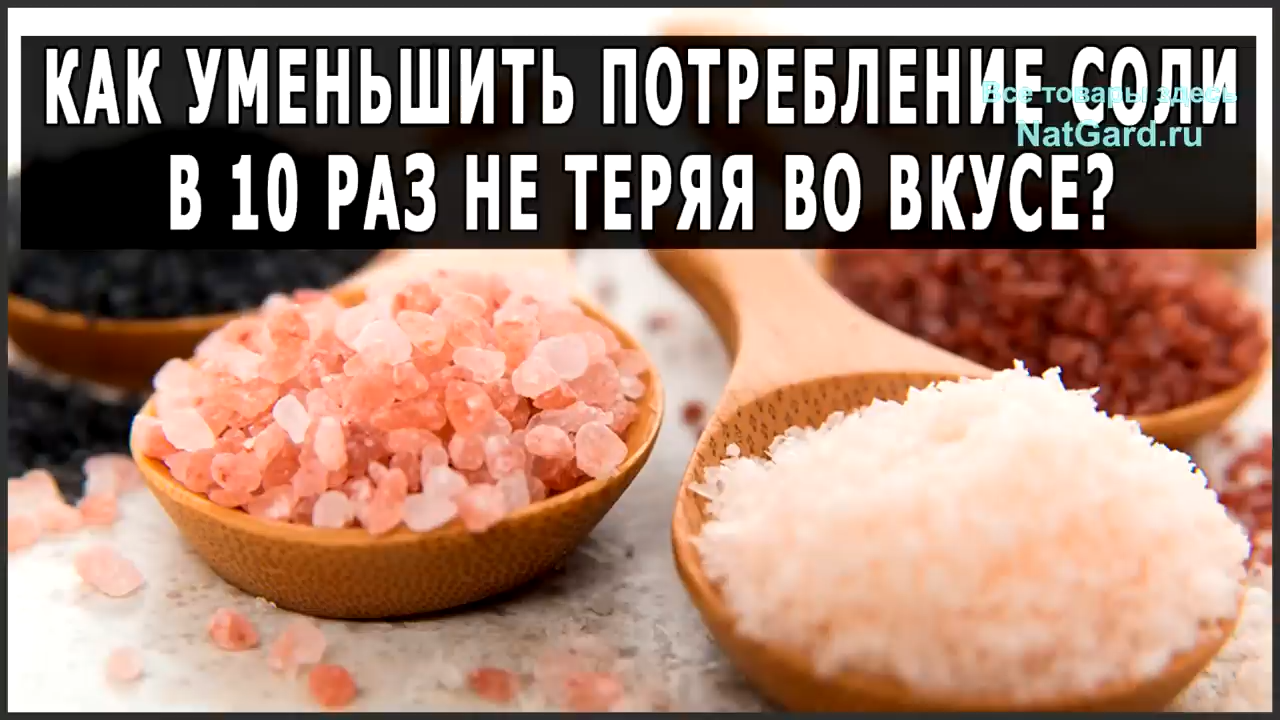 КАК УМЕНЬШИТЬ ПОТРЕБЛЕНИЕ СОЛИ
Все товары здесь
NatGard.ru
В 10 РАЗ НЕ ТЕРЯЯ ВО ВКУСЕ?